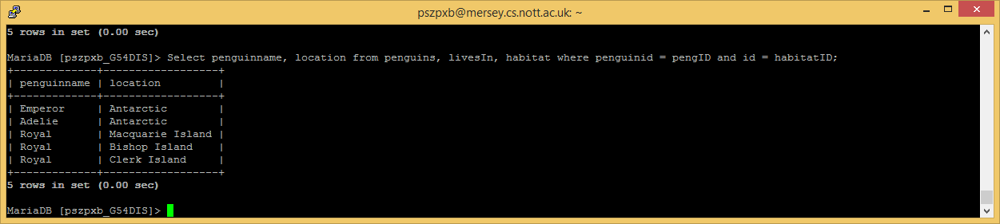 pszpxb@mersey.cs.nott.ac.uk: ~
5 rows in set (0.00 sec)
MariaDB [pszpxb_G54DIS]> Select penguinname, location from penguins, livesIn, habitat where penguinid = pengID and id = habitatID;
+-------------+------------------+
| penguinname | location         |
+-------------+------------------+
| Emperor     | Antarctic        |
| Adelie      | Antarctic        |
| Royal       | Macquarie Island |
| Royal       | Bishop Island    |
| Royal       | Clerk Island     |
+-------------+------------------+
5 rows in set (0.00 sec)
MariaDB [pszpxb_G54DIS]>